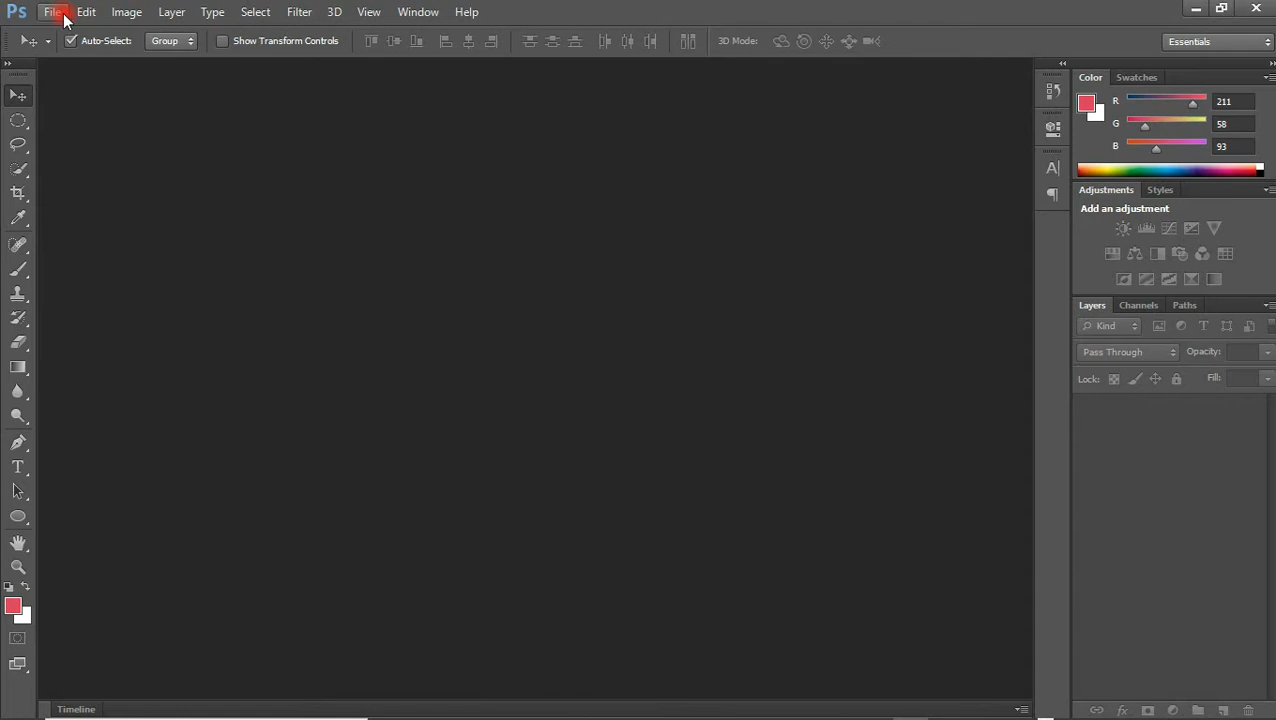 Ps File Edit Image Layer Type Select Filter 3D View Window Help
Auto-Select: Group Show Transform Controls 3D Mode: Essentials
Color Swatches
R 211
G 58
B 93
Adjustments Styles
Add an adjustment
Layers Channels Paths
Kind T
Pass Through Opacity:
Lock: Fill:
A
T
fx
Timeline